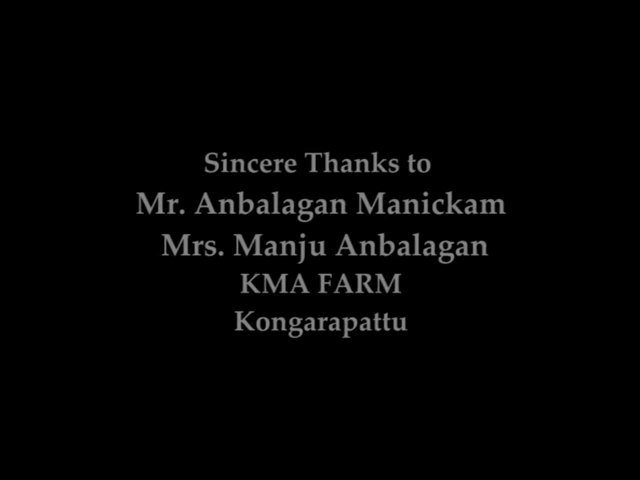 Sincere Thanks to
Mr. Anbalagan Manickam
Mrs. Manju Anbalagan
KMA FARM
Kongarapattu